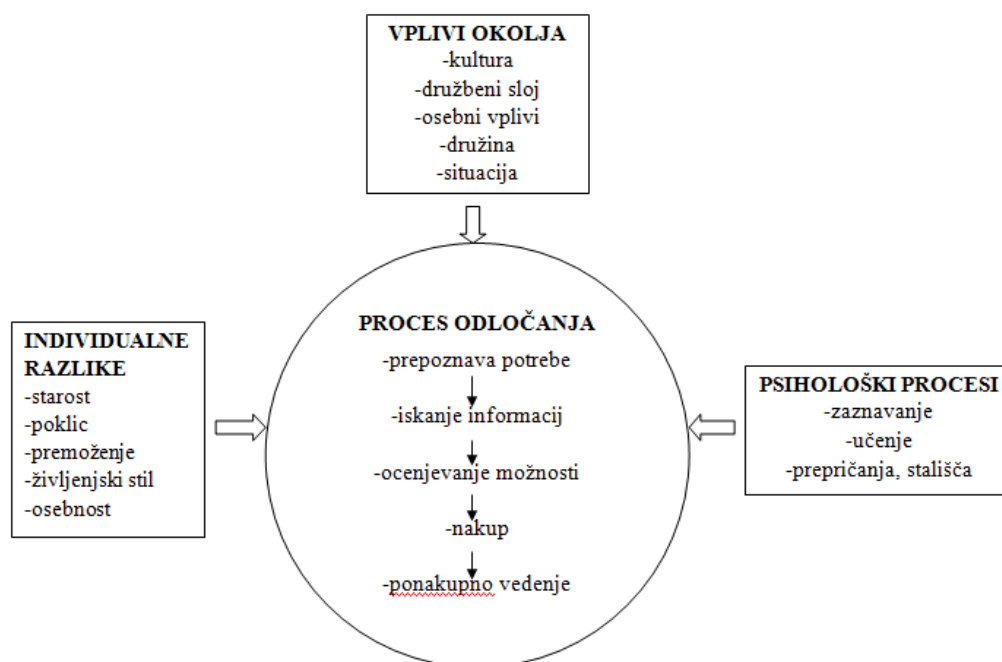 VPLIVI OKOLJA
-kultura
-družbeni sloj
-osebni vplivi
-družina
-situacija
INDIVIDUALNE
RAZLIKE
-starost
-poklic
-premoženje
-življenjski stil
-osebnost
PROCES ODLOČANJA
-prepoznava potrebe
-iskanje informacij
-ocenjevanje možnosti
-nakup
-ponakupno vedenje
PSIHOLOŠKI PROCESI
-zaznavanje
-učenje
-prepričanja, stališča